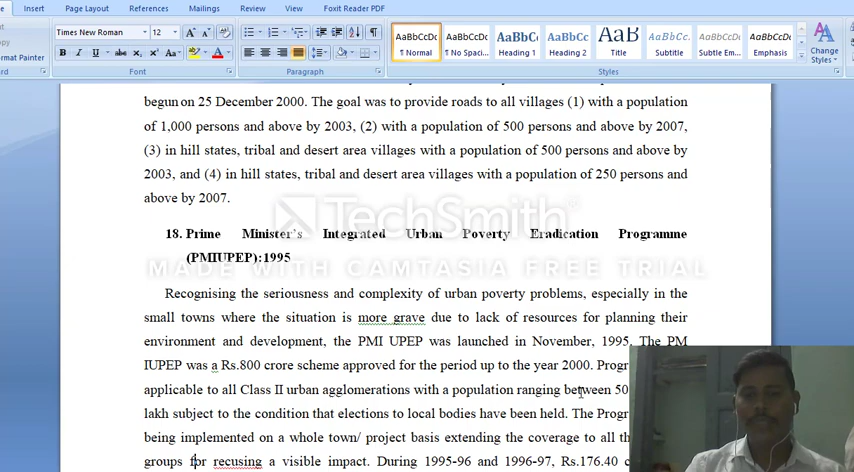 Insert Page Layout References Mailings Review View Foxit Reader PDF
Times New Roman 12
Format Painter
Font Paragraph Styles
AaBbCcDc AaBbCcDc AaBbC AaBbCc AaB AaBbCcL AaBbCcDc AaBbCcDc
¶ Normal ¶ No Spaci... Heading 1 Heading 2 Title Subtitle Subtle Em... Emphasis
Change
Styles
begun on 25 December 2000. The goal was to provide roads to all villages (1) with a population
of 1,000 persons and above by 2003, (2) with a population of 500 persons and above by 2007,
(3) in hill states, tribal and desert area villages with a population of 500 persons and above by
2003, and (4) in hill states, tribal and desert area villages with a population of 250 persons and
above by 2007.
TechSmith
18. Prime Minister's Integrated Urban Poverty Eradication Programme
(PMIUPEP):1995
MADE WITH CAMTASIA FREE TRIAL
Recognising the seriousness and complexity of urban poverty problems, especially in the
small towns where the situation is more grave due to lack of resources for planning their
environment and development, the PMI UPEP was launched in November, 1995. The PM
IUPEP was a Rs.800 crore scheme approved for the period up to the year 2000.
applicable to all Class II urban agglomerations with a population ranging between 50
lakh subject to the condition that elections to local bodies have been held. The
being implemented on a whole town/ project basis extending the coverage to all
groups for recusing a visible impact. During 1995-96 and 1996-97, Rs.176.40